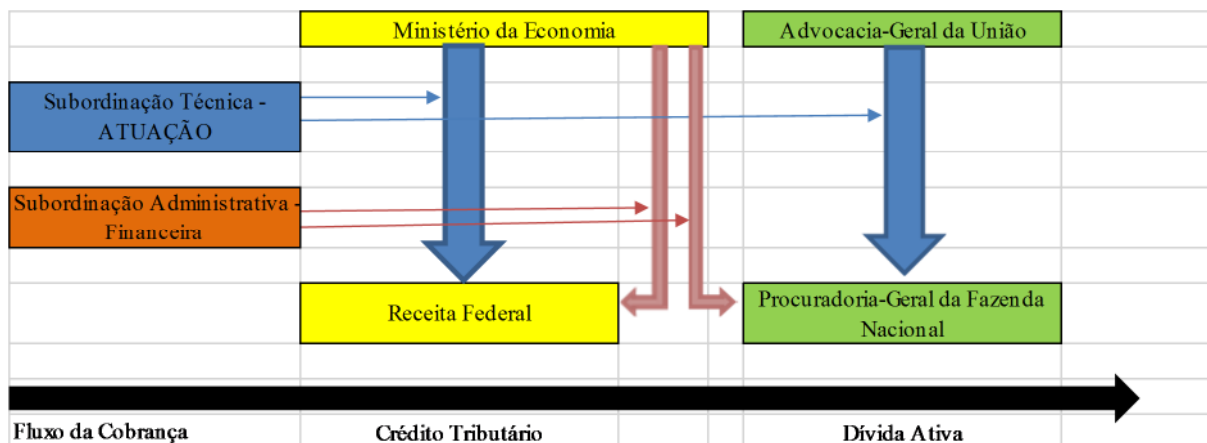 Ministério da Economia
Advocacia-Geral da União
Subordinação Técnica -
ATUAÇÃO
Subordinação Administrativa -
Financeira
Receita Federal
Procuradoria-Geral da Fazenda
Nacional
Fluxo da Cobrança
Crédito Tributário
Dívida Ativa